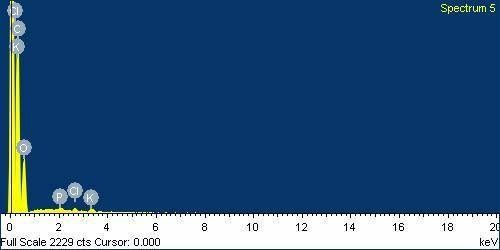 Spectrum 5
Cl
C
K
O
P Cl K
0 2 4 6 8 10 12 14 16 18 20
Full Scale 2229 cts Cursor: 0.000 keV